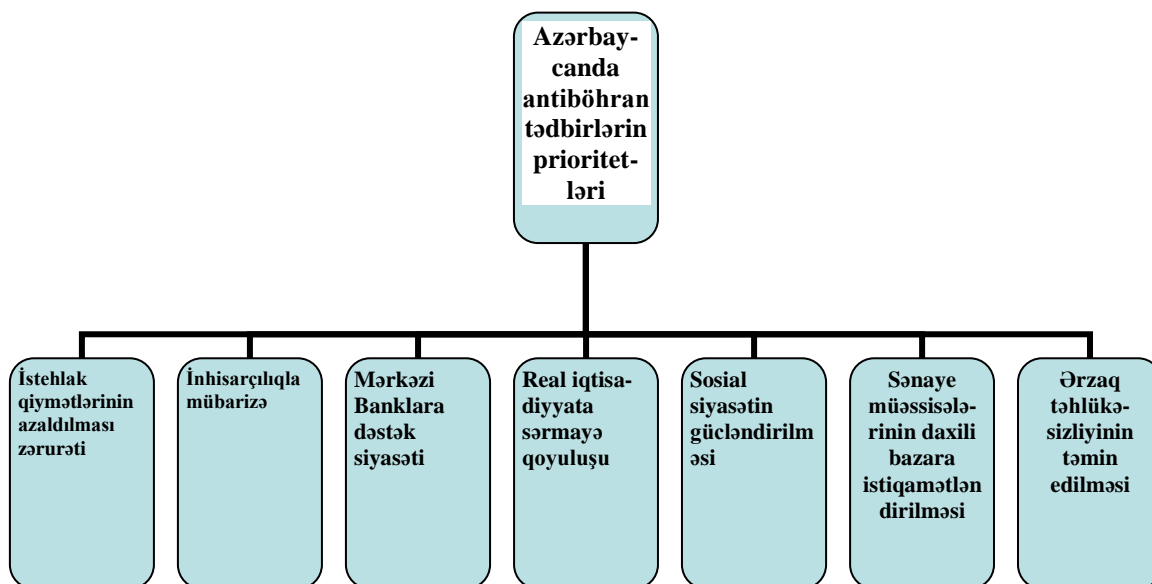 Azərbay-
canda
antiböhran
tədbirlərin
prioritet-
ləri
İstehlak
qiymətlərinin
azaldılması
zərurəti
İnhisarçılıqla
mübarizə
Mərkəzi
Banklara
dəstək
siyasəti
Real iqtisa-
diyyata
sərmayə
qoyuluşu
Sosial
siyasətin
gücləndirilm
əsi
Sənaye
müəssisələ-
rinin daxili
bazara
istiqamətlən
dirilməsi
Ərzaq
təhlükə-
sizliyinin
təmin
edilməsi